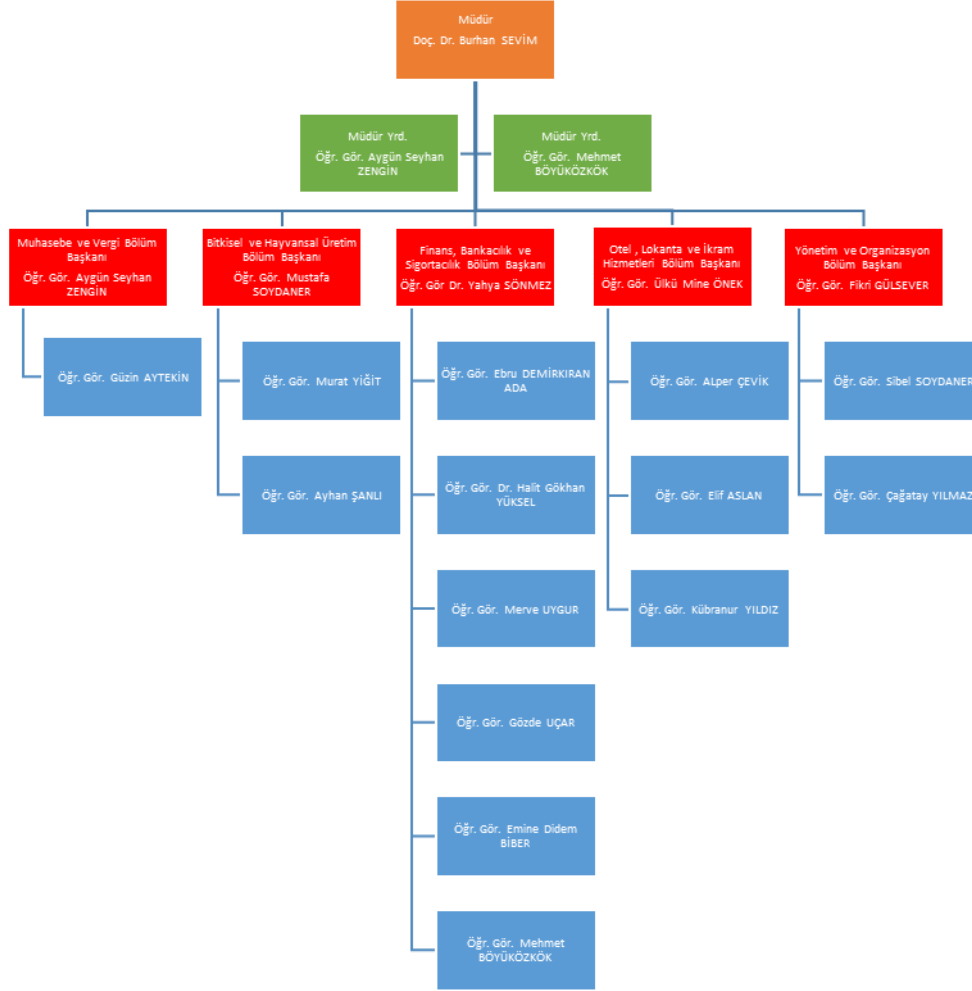 Müdür
Doç. Dr. Burhan SEVİM
Müdür Yrd.
Öğr. Gör. Aygün Seyhan
ZENGİN
Müdür Yrd.
Öğr. Gör. Mehmet
BÖYÜKÖZKÖK
Muhasebe ve Vergi Bölüm
Başkanı
Öğr. Gör. Aygün Seyhan
ZENGİN
Öğr. Gör. Güzin AYTEKİN
Bitkisel ve Hayvansal Üretim
Bölüm Başkanı
Öğr. Gör. Mustafa
SOYDANER
Öğr. Gör. Murat YİĞİT
Öğr. Gör. Ayhan ŞANLI
Finans, Bankacılık ve
Sigortacılık Bölüm Başkanı
Öğr. Gör Dr. Yahya SÖNMEZ
Öğr. Gör. Ebru DEMİRKIRAN
ADA
Öğr. Gör. Dr. Halit Gökhan
YÜKSEL
Öğr. Gör. Merve UYGUR
Öğr. Gör. Gözde UÇAR
Öğr. Gör. Emine Didem
BİBER
Öğr. Gör. Mehmet
BÖYÜKÖZKÖK
Otel , Lokanta ve İkram
Hizmetleri Bölüm Başkanı
Öğr. Gör. Ülkü Mine ÖNEK
Öğr. Gör. ALper ÇEVİK
Öğr. Gör. Elif ASLAN
Öğr. Gör. Kübranur YILDIZ
Yönetim ve Organizasyon
Bölüm Başkanı
Öğr. Gör. Fikri GÜLSEVER
Öğr. Gör. Sibel SOYDANER
Öğr. Gör. Çağatay YILMAZ